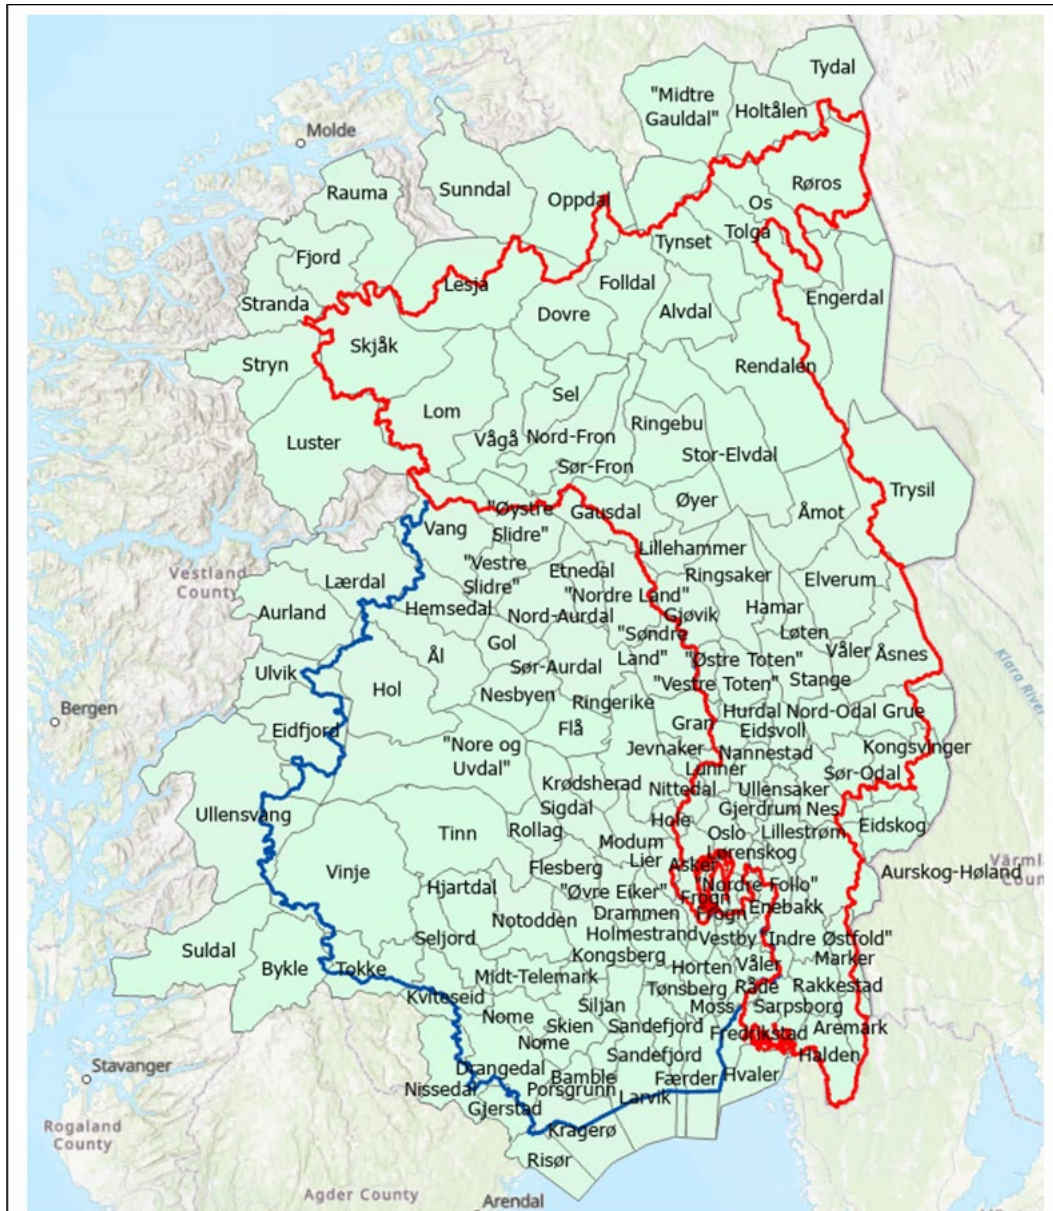 Tydal
"Midtre
Gauldal"
Holtålen
Molde
Rauma
Sunndal
Oppdal
Røros
Os
Tolga
Tynset
Fjord
Lesja
Folldal
Engerdal
Stranda
Dovre
Alvdal
Skjåk
Stryn
Rendalen
Sel
Lom
Ringebu
Luster
Vågå
Nord-Fron
Stor-Elvdal
Sør-Fron
Trysil
Øyer
"Øystre
Slidre"
Gausdal
Åmot
Vang
Lillehammer
Vestland
County
"Vestre
Slidre"
Etnedal
Ringsaker
Elverum
Lærdal
Aurland
Hemsedal
"Nordre Land"
Nord-Aurdal
Gjøvik
Hamar
"Søndre
Land"
Løten
Gol
Ål
Våler
Åsnes
Klara River
Ulvik
Sør-Aurdal
"Østre Toten"
Hol
Nesbyen
"Vestre Toten"
Stange
Ringerike
Bergen
Eidfjord
Flå
Gran
Hurdal
Nord-Odal
Grue
Eidsvoll
"Nore og
Uvdal"
Jevnaker
Nannestad
Kongsvinger
Lunner
Sør-Odal
Krødsherad
Nittedal
Ullensaker
Ullensvang
Sigdal
Gjerdrum
Nes
Hole
Tinn
Rollag
Oslo
Lillestrøm
Eidskog
Modum
Lørenskog
Lier
Asker
Vinje
Flesberg
Aurskog-Høland
Hjartdal
"Øvre Eiker"
"Nordre Follo"
Frogn
Enebakk
Frogn
Notodden
Drammen
Holmestrand
Vestby
"Indre Østfold"
Suldal
Seljord
Kongsberg
Marker
Bykle
Tokke
Midt-Telemark
Horten
Våler
Tønsberg
Råde
Rakkestad
Kviteseid
Siljan
Moss
Sarpsborg
Nome
Skien
Sandefjord
Fredrikstad
Aremark
Nome
Halden
Stavanger
Drangedal
Sandefjord
Bamble
Færder
Hvaler
Nissedal
Porsgrunn
Larvik
Gjerstad
Kragerø
Rogaland
County
Risør
Agder County
Arendal